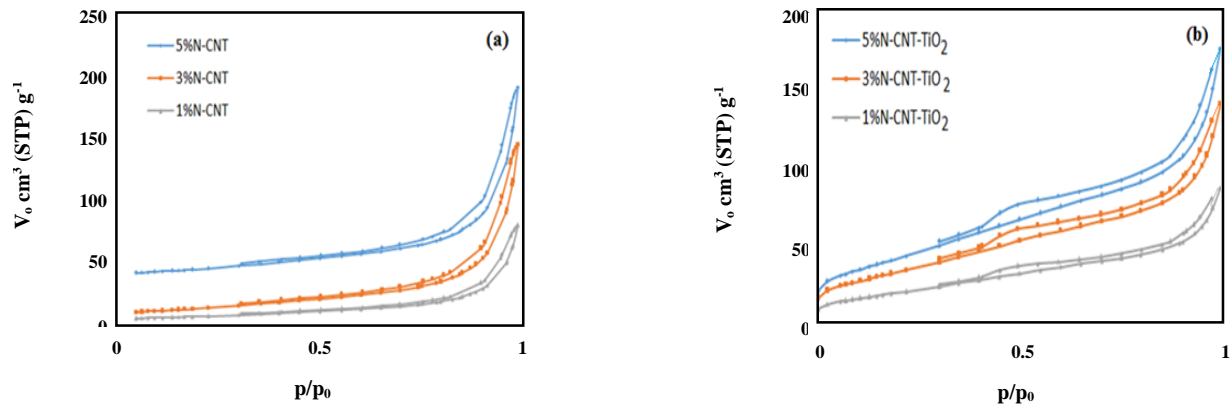 250
200
150
100
50
0
V₀ cm³ (STP) g⁻¹
(a)
5%N-CNT
3%N-CNT
1%N-CNT
0
0.5
1
p/p₀
200
150
100
50
0
V₀ cm³ (STP) g⁻¹
(b)
5%N-CNT-TiO₂
3%N-CNT-TiO₂
1%N-CNT-TiO₂
0
0.5
1
p/p₀